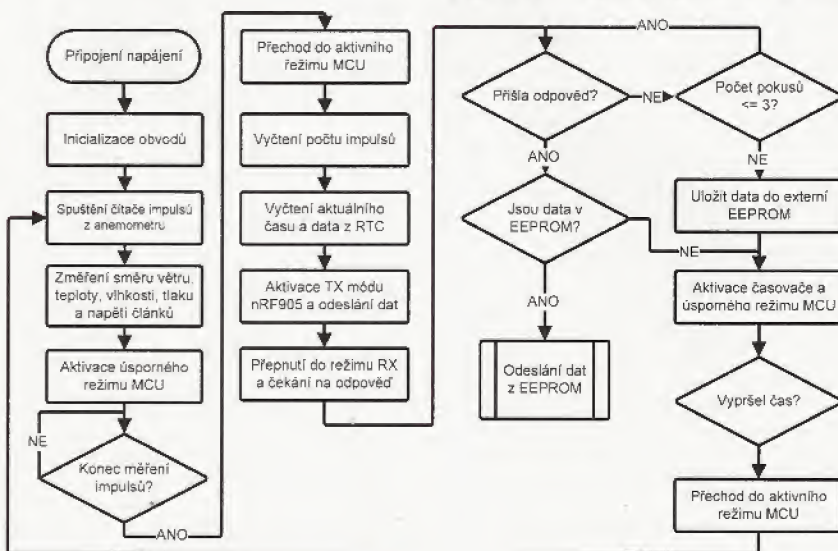 Připojení napájení
Inicializace obvodů
Spuštění čítače impulsů
z anemometru
Změření směru větru,
teploty, vlhkosti, tlaku
a napětí článků
Aktivace úsporného
režimu MCU
NE
Konec měření
impulsů?
ANO
Přechod do aktivního
režimu MCU
Vyčtení počtu impulsů
Vyčtení aktuálního
času a data z RTC
Aktivace TX módu
nRF905 a odeslání dat
Přepnutí do režimu RX
a čekání na odpověď
ANO
Přišla odpověď?
NE
Počet pokusů
<= 3?
ANO
NE
Jsou data v
EEPROM?
NE
Uložit data do externí
EEPROM
ANO
Aktivace časovače a
úsporného režimu MCU
Odeslání dat
z EEPROM
Vypršel čas?
Přechod do aktivního
režimu MCU